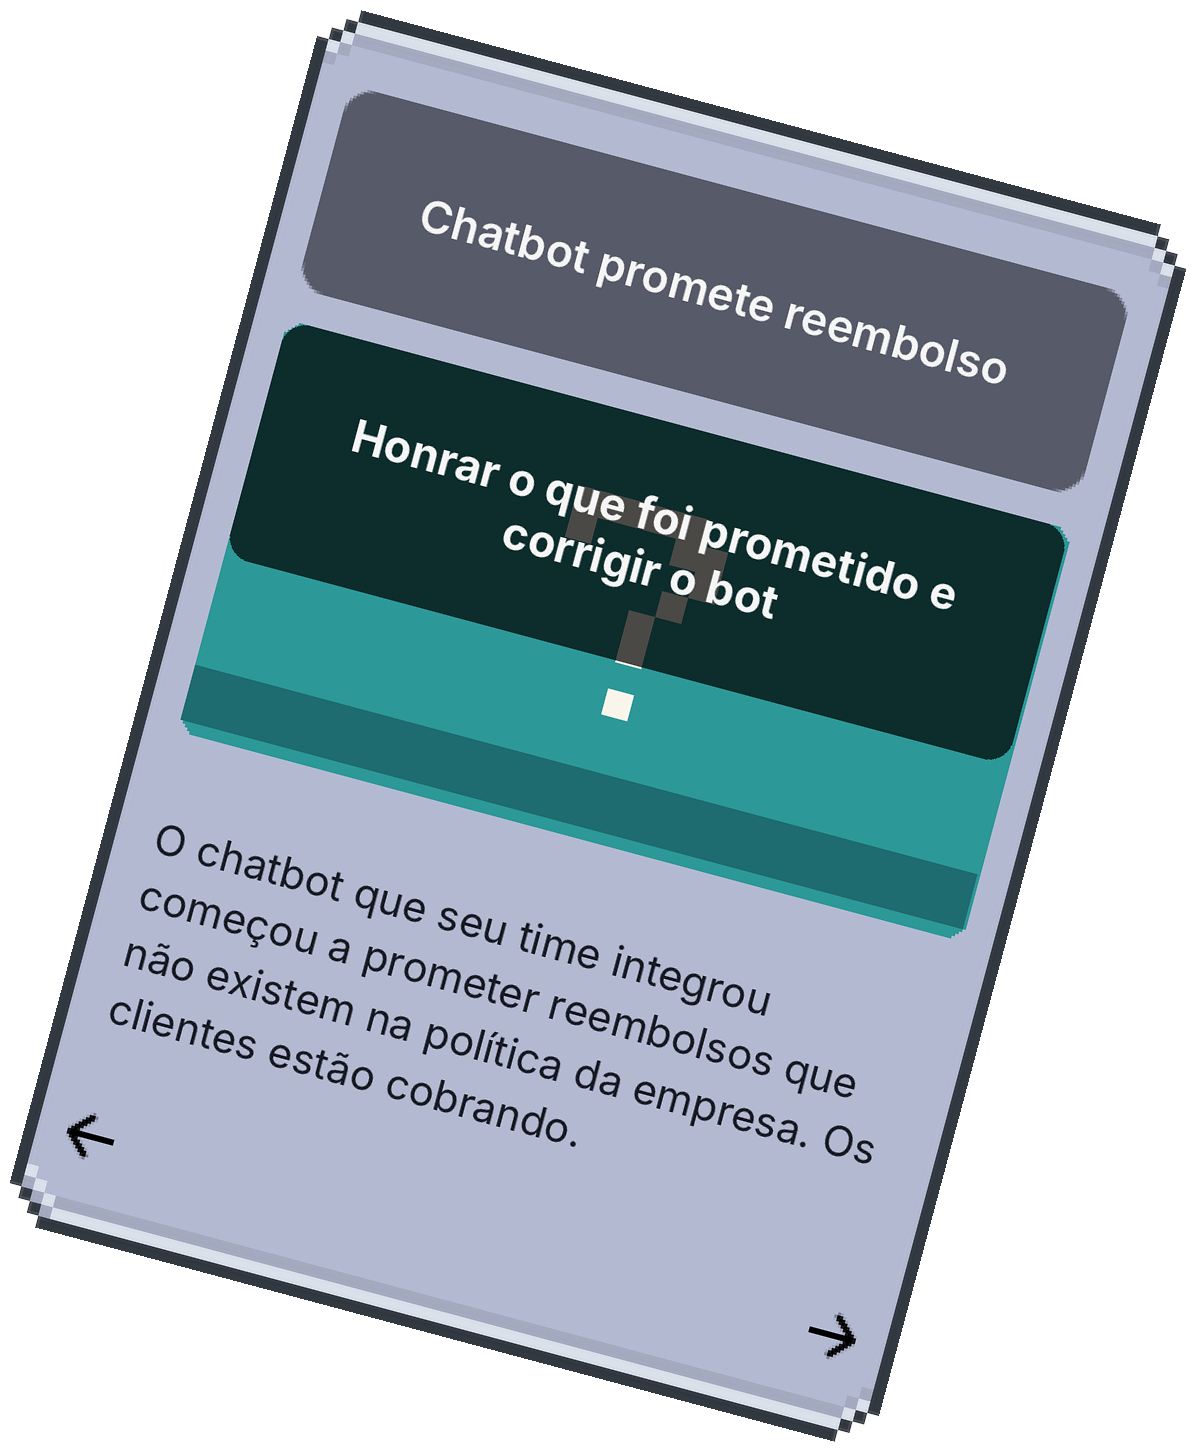 Chatbot promete reembolso
Honrar o que foi prometido e
corrigir o bot
O chatbot que seu time integrou
começou a prometer reembolsos que
não existem na política da empresa. Os
clientes estão cobrando.